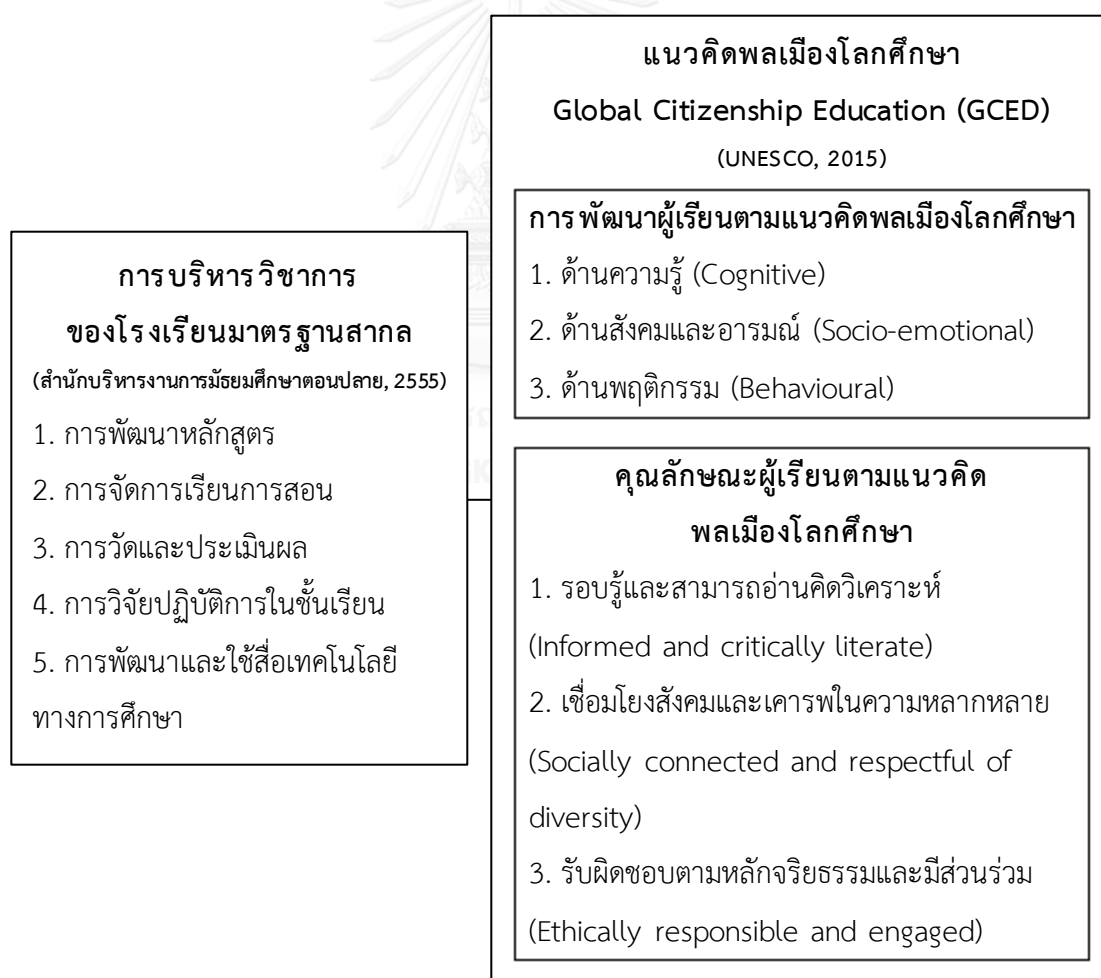 แนวคิดพลเมืองโลกศึกษา
Global Citizenship Education (GCED)
(UNESCO, 2015)
การพัฒนาผู้เรียนตามแนวคิดพลเมืองโลกศึกษา
1. ด้านความรู้ (Cognitive)
2. ด้านสังคมและอารมณ์ (Socio-emotional)
3. ด้านพฤติกรรม (Behavioural)
คุณลักษณะผู้เรียนตามแนวคิด
พลเมืองโลกศึกษา
1. รอบรู้และสามารถอ่านคิดวิเคราะห์
(Informed and critically literate)
2. เชื่อมโยงสังคมและเคารพในความหลากหลาย
(Socially connected and respectful of
diversity)
3. รับผิดชอบตามหลักจริยธรรมและมีส่วนร่วม
(Ethically responsible and engaged)
การบริหารวิชาการ
ของโรงเรียนมาตรฐานสากล
(สำนักบริหารงานการมัธยมศึกษาตอนปลาย, 2555)
1. การพัฒนาหลักสูตร
2. การจัดการเรียนการสอน
3. การวัดและประเมินผล
4. การวิจัยปฏิบัติการในชั้นเรียน
5. การพัฒนาและใช้สื่อเทคโนโลยี
ทางการศึกษา